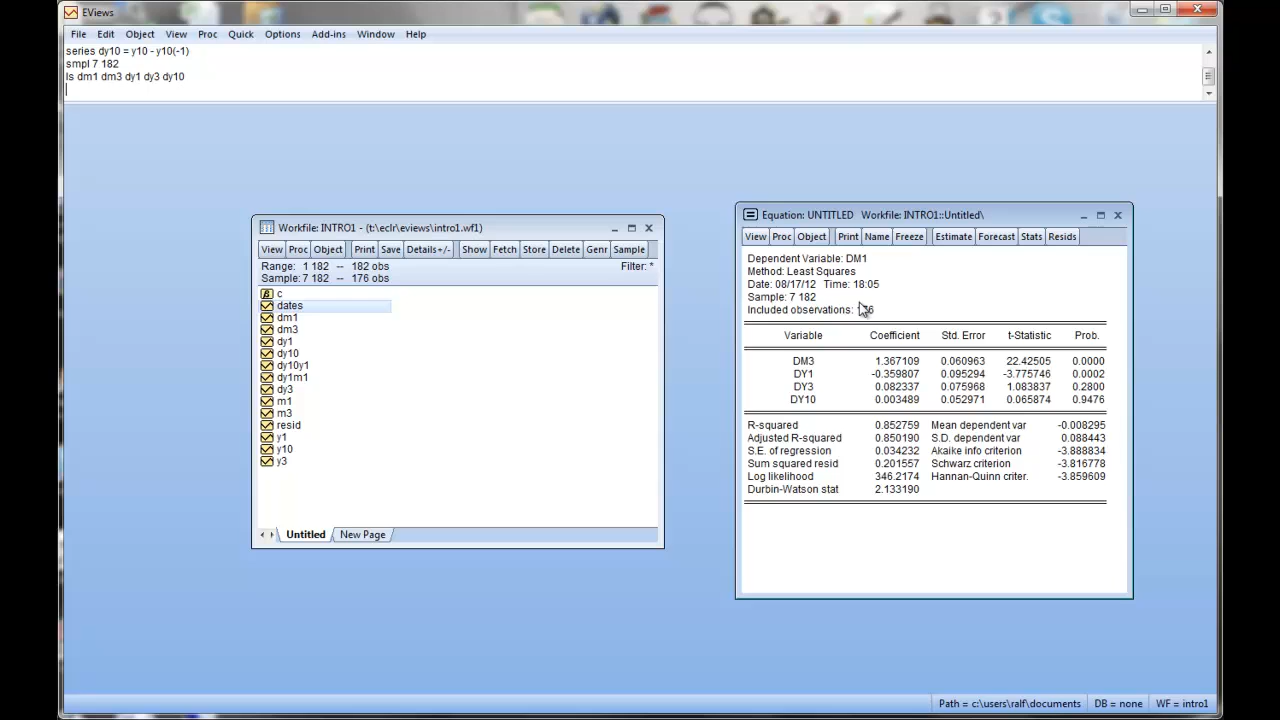 EViews
File Edit Object View Proc Quick Options Add-ins Window Help
series dy10 = y10 - y10(-1)
smpl 7 182
ls dm1 dm3 dy1 dy3 dy10
Workfile: INTRO1 - (t:\eclr\eviews\intro1.wf1)
View Proc Object Print Save Details+/- Show Fetch Store Delete Genr Sample
Range: 1 182 -- 182 obs Filter: *
Sample: 7 182 -- 176 obs
c
dates
dm1
dm3
dy1
dy10
dy10y1
dy1m1
dy3
m1
m3
resid
y1
y10
y3
Untitled New Page
Equation: UNTITLED Workfile: INTRO1::Untitled\
View Proc Object Print Name Freeze Estimate Forecast Stats Resids
Dependent Variable: DM1
Method: Least Squares
Date: 08/17/12 Time: 18:05
Sample: 7 182
Included observations:
Variable Coefficient Std. Error t-Statistic Prob.
DM3 1.367109 0.060963 22.42505 0.0000
DY1 -0.359807 0.095294 -3.775746 0.0002
DY3 0.082337 0.075968 1.083837 0.2800
DY10 0.003489 0.052971 0.065874 0.9476
R-squared 0.852759 Mean dependent var -0.008295
Adjusted R-squared 0.850190 S.D. dependent var 0.088443
S.E. of regression 0.034232 Akaike info criterion -3.888834
Sum squared resid 0.201557 Schwarz criterion -3.816778
Log likelihood 346.2174 Hannan-Quinn criter. -3.859609
Durbin-Watson stat 2.133190
Path = c:\users\ralf\documents DB = none WF = intro1